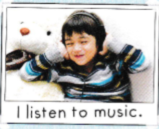 I listen to music.